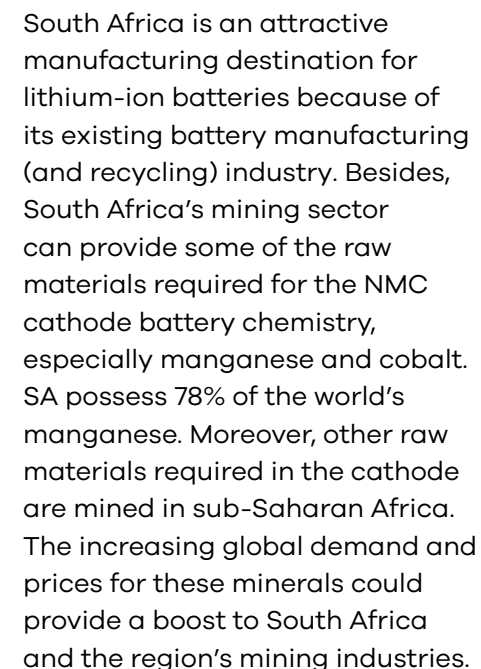 South Africa is an attractive
manufacturing destination for
lithium-ion batteries because of
its existing battery manufacturing
(and recycling) industry. Besides,
South Africa's mining sector
can provide some of the raw
materials required for the NMC
cathode battery chemistry,
especially manganese and cobalt.
SA possess 78% of the world's
manganese. Moreover, other raw
materials required in the cathode
are mined in sub-Saharan Africa.
The increasing global demand and
prices for these minerals could
provide a boost to South Africa
and the region's mining industries.